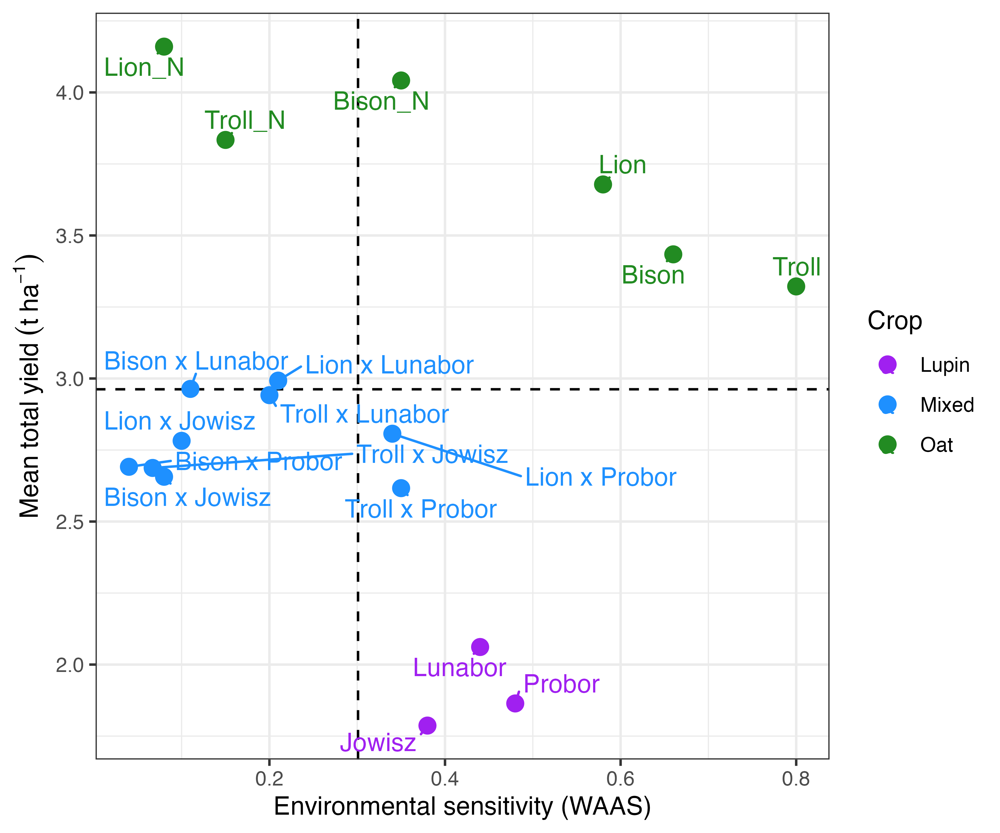 Lion_N
Bison_N
Troll_N
Lion
Bison
Troll
Bison x Lunabor
Lion x Lunabor
Troll x Lunabor
Lion x Jowisz
Troll x Jowisz
Bison x Probor
Lion x Probor
Bison x Jowisz
Troll x Probor
Lunabor
Probor
Jowisz
4.0
3.5
3.0
2.5
2.0
0.2
0.4
0.6
0.8
Environmental sensitivity (WAAS)
Mean total yield (t ha⁻¹)
Crop
Lupin
Mixed
Oat